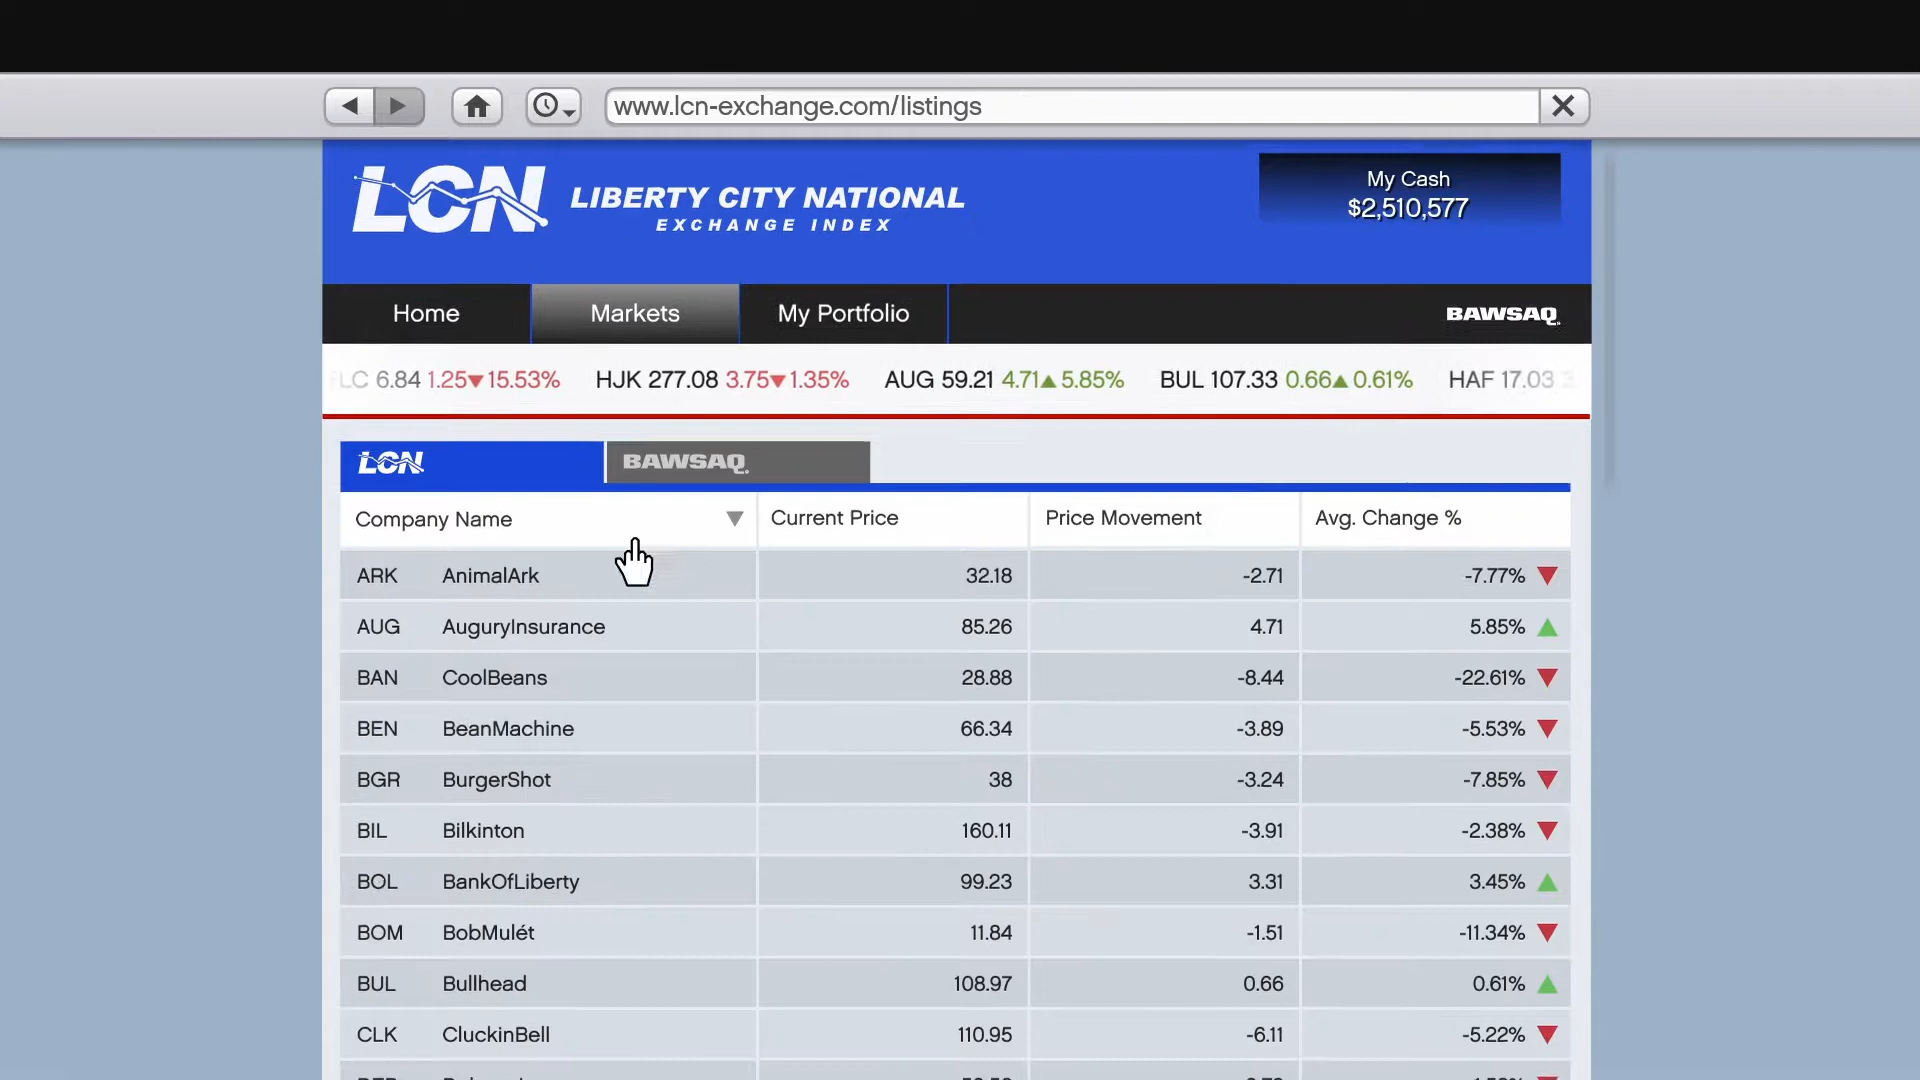 www.lcn-exchange.com/listings
LCN LIBERTY CITY NATIONAL
EXCHANGE INDEX
My Cash
$2,510,577
Home Markets My Portfolio BAWSAQ
LC 6.84 1.25▼15.53% HJK 277.08 3.75▼1.35% AUG 59.21 4.71▲5.85% BUL 107.33 0.66▲0.61% HAF 17.03
LCN BAWSAQ
Company Name ▼ Current Price Price Movement Avg. Change %
ARK AnimalArk 32.18 -2.71 -7.77% ▼
AUG AuguryInsurance 85.26 4.71 5.85% ▲
BAN CoolBeans 28.88 -8.44 -22.61% ▼
BEN BeanMachine 66.34 -3.89 -5.53% ▼
BGR BurgerShot 38 -3.24 -7.85% ▼
BIL Bilkinton 160.11 -3.91 -2.38% ▼
BOL BankOfLiberty 99.23 3.31 3.45% ▲
BOM BobMulét 11.84 -1.51 -11.34% ▼
BUL Bullhead 108.97 0.66 0.61% ▲
CLK CluckinBell 110.95 -6.11 -5.22% ▼